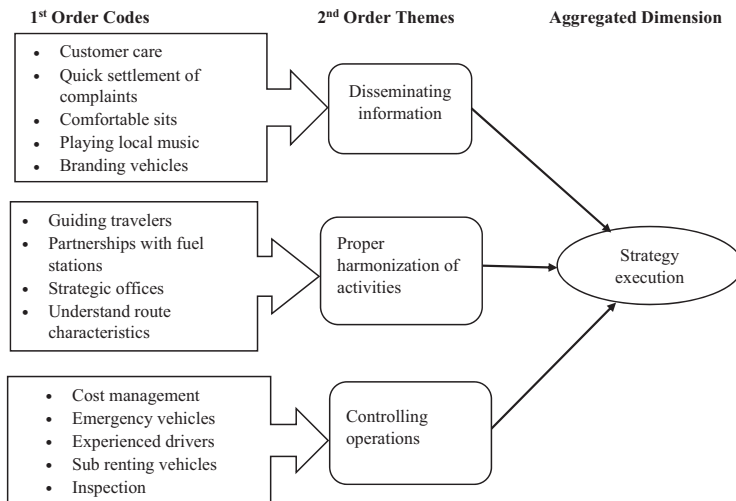 1st Order Codes
2nd Order Themes
Aggregated Dimension
• Customer care
• Quick settlement of
complaints
• Comfortable sits
• Playing local music
• Branding vehicles
Disseminating
information
• Guiding travelers
• Partnerships with fuel
stations
• Strategic offices
• Understand route
characteristics
Proper
harmonization of
activities
Strategy
execution
• Cost management
• Emergency vehicles
• Experienced drivers
• Sub renting vehicles
• Inspection
Controlling
operations